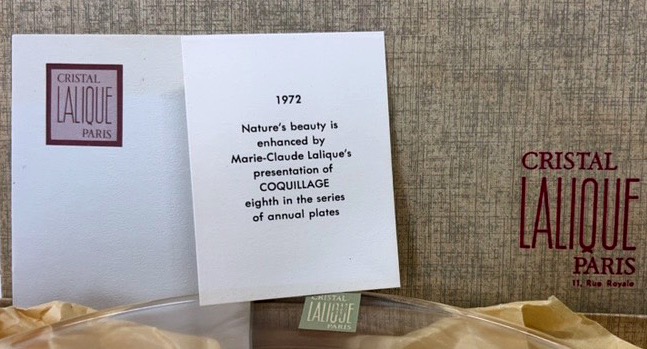 CRISTAL
LALIQUE
PARIS
1972
Nature's beauty is
enhanced by
Marie-Claude Lalique's
presentation of
COQUILLAGE
eighth in the series
of annual plates
CRISTAL
LALIQUE
PARIS
11, Rue Royale
CRISTAL
LALIQUE
PARIS